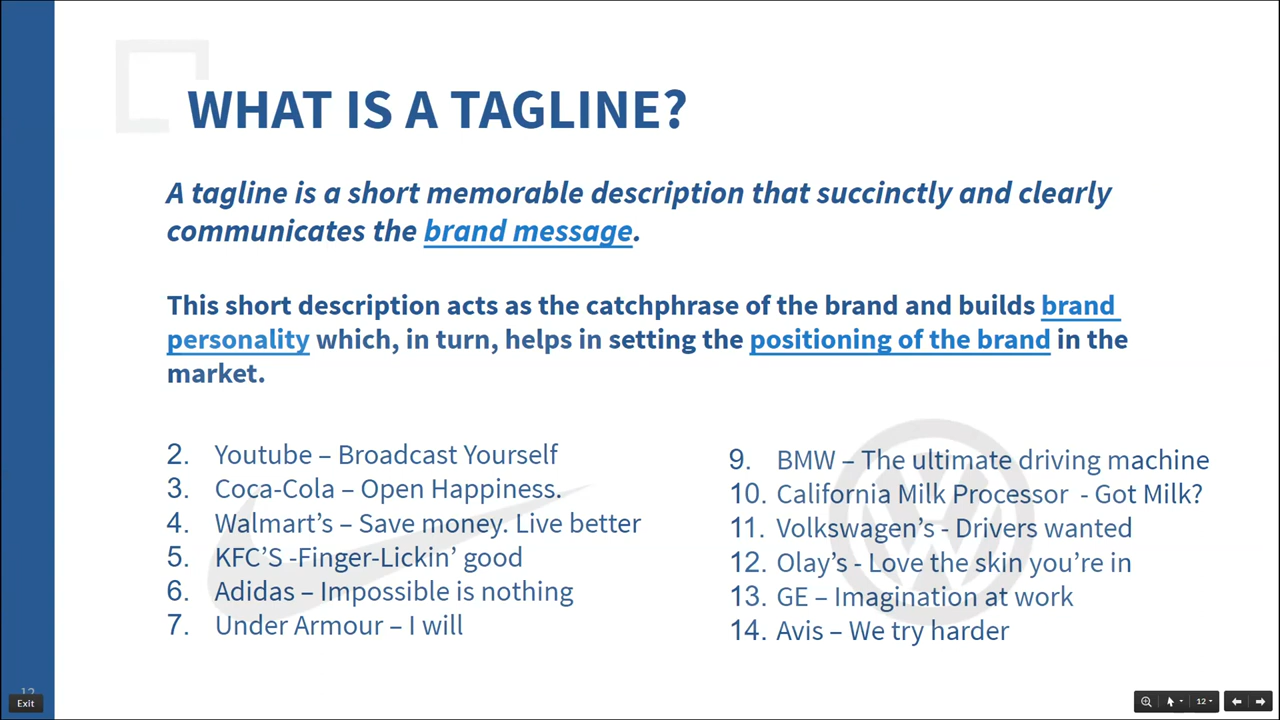 WHAT IS A TAGLINE?
A tagline is a short memorable description that succinctly and clearly
communicates the brand message.
This short description acts as the catchphrase of the brand and builds brand
personality which, in turn, helps in setting the positioning of the brand in the
market.
2. Youtube – Broadcast Yourself
3. Coca-Cola – Open Happiness.
4. Walmart’s – Save money. Live better
5. KFC’S -Finger-Lickin’ good
6. Adidas – Impossible is nothing
7. Under Armour – I will
9. BMW – The ultimate driving machine
10. California Milk Processor - Got Milk?
11. Volkswagen’s - Drivers wanted
12. Olay’s - Love the skin you’re in
13. GE – Imagination at work
14. Avis – We try harder
12
Exit
12